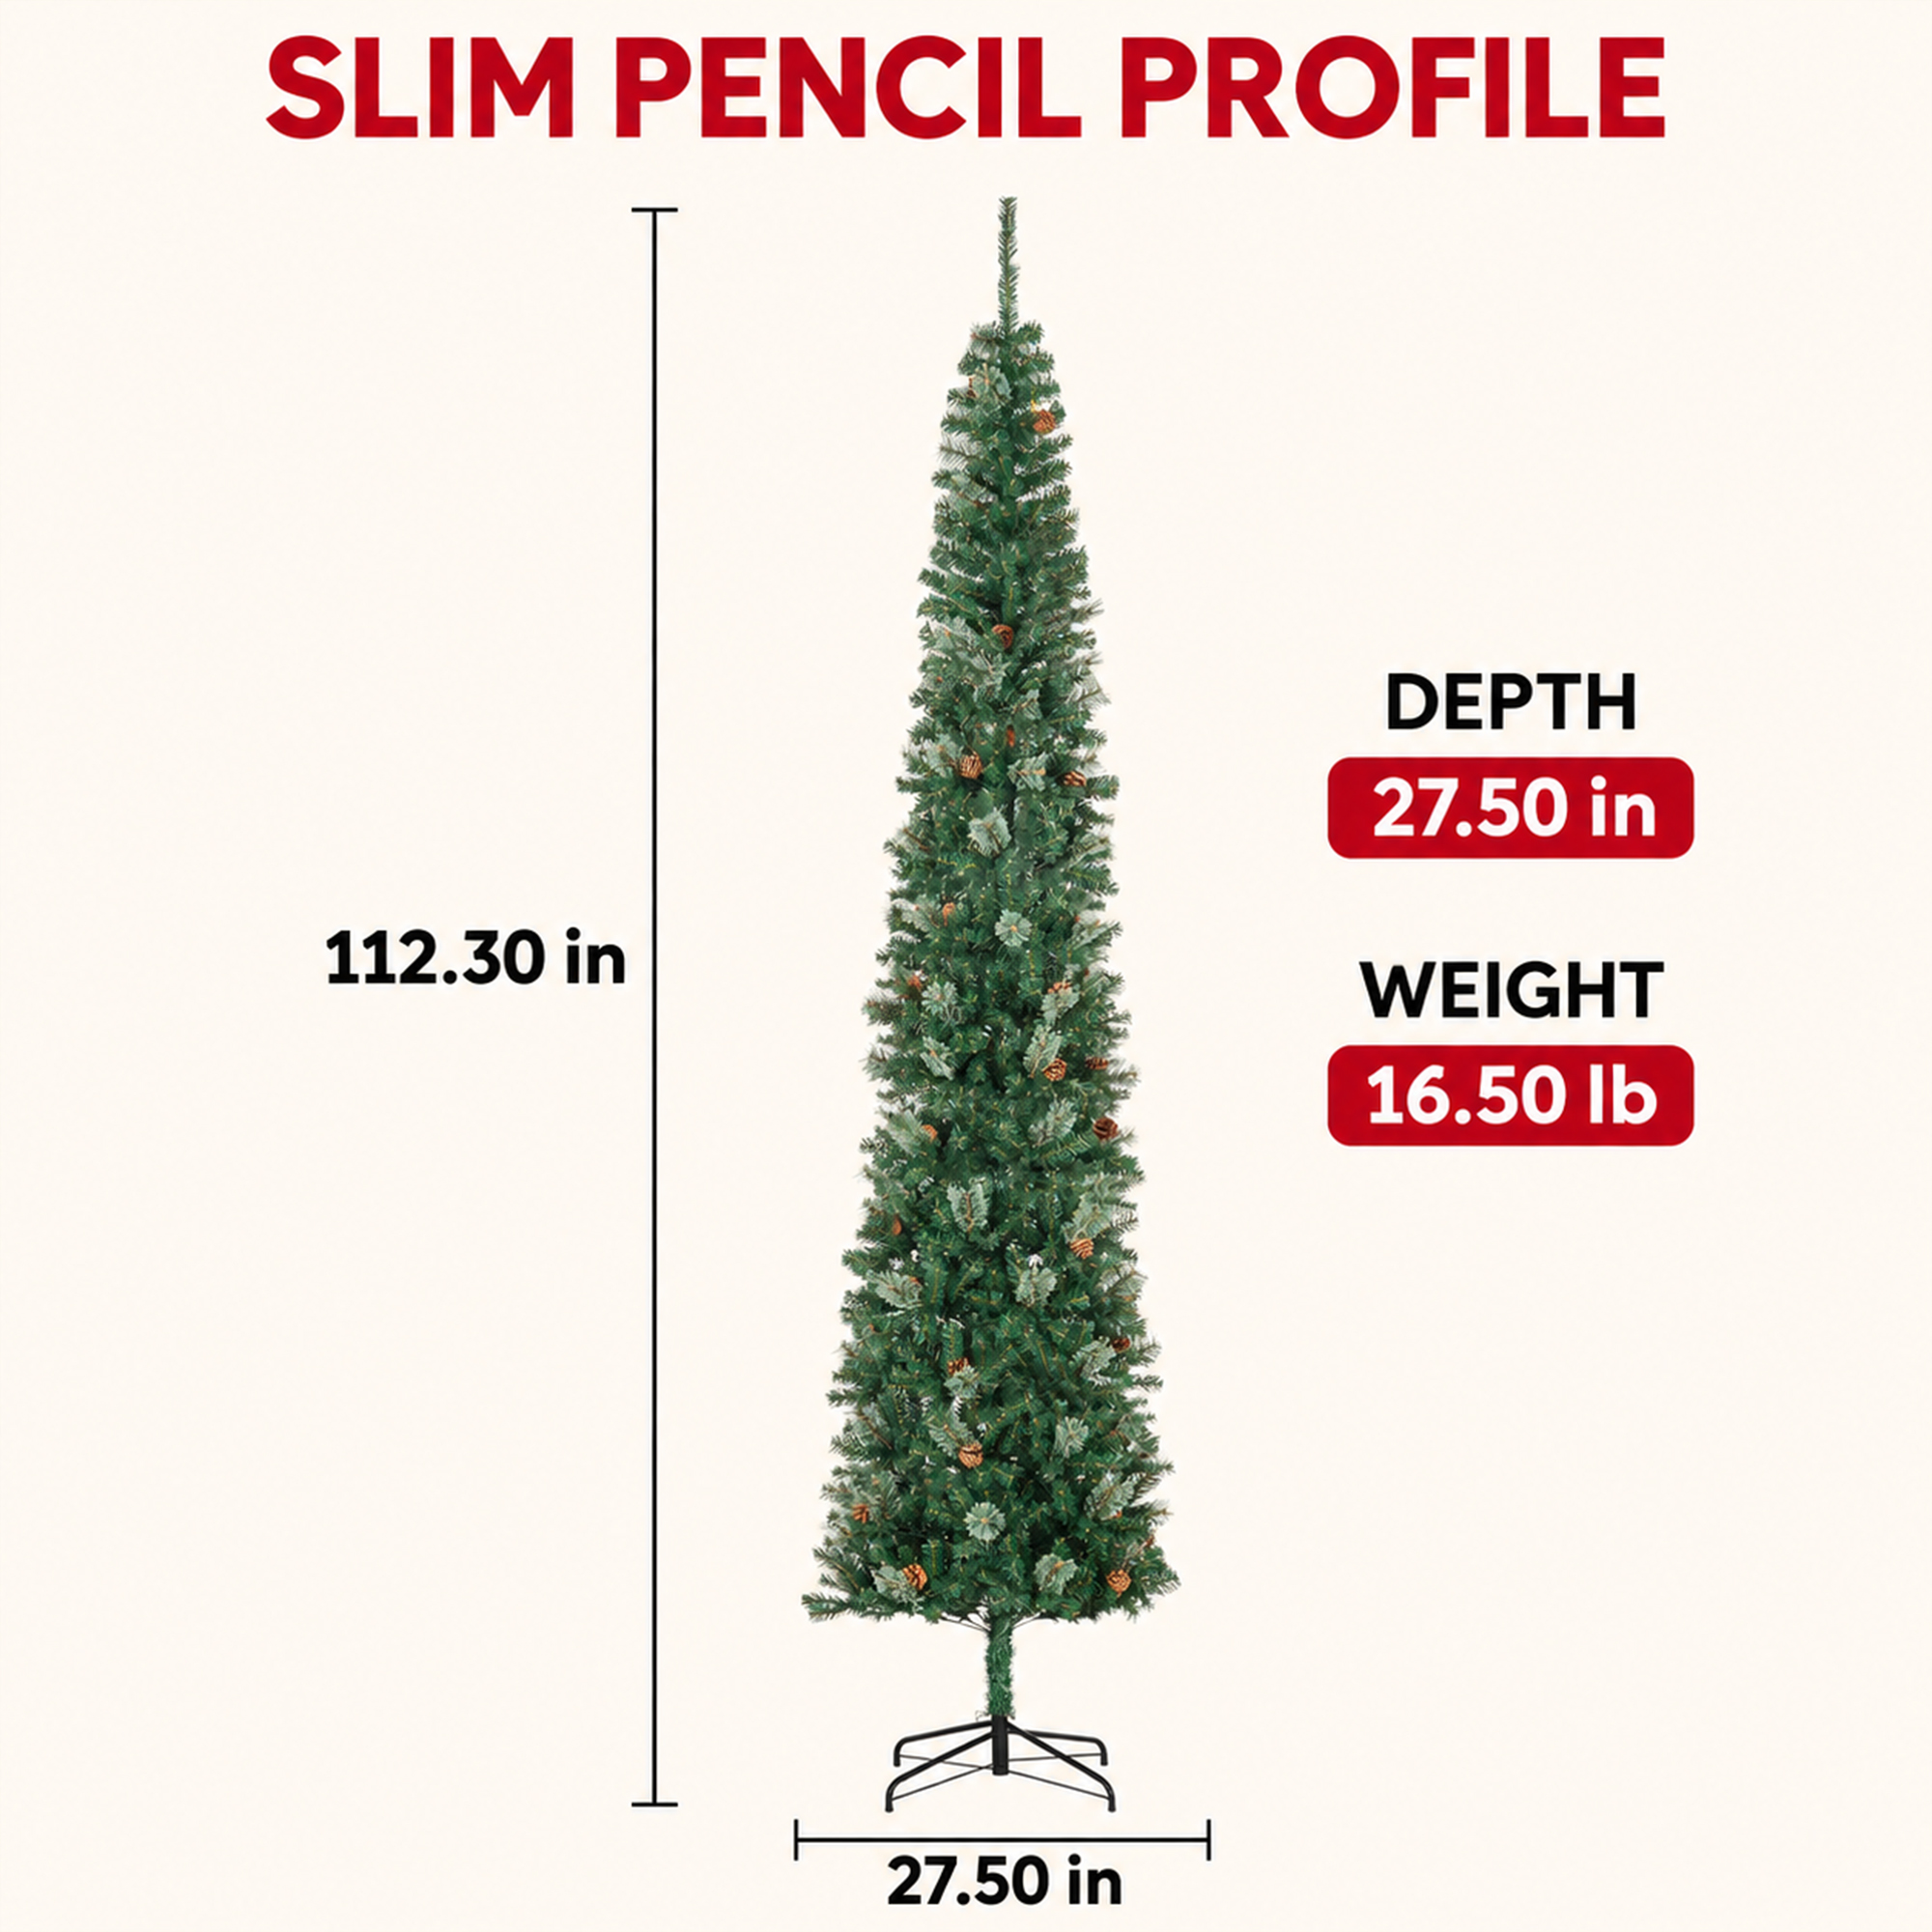 SLIM PENCIL PROFILE
112.30 in
DEPTH
27.50 in
WEIGHT
16.50 lb
27.50 in